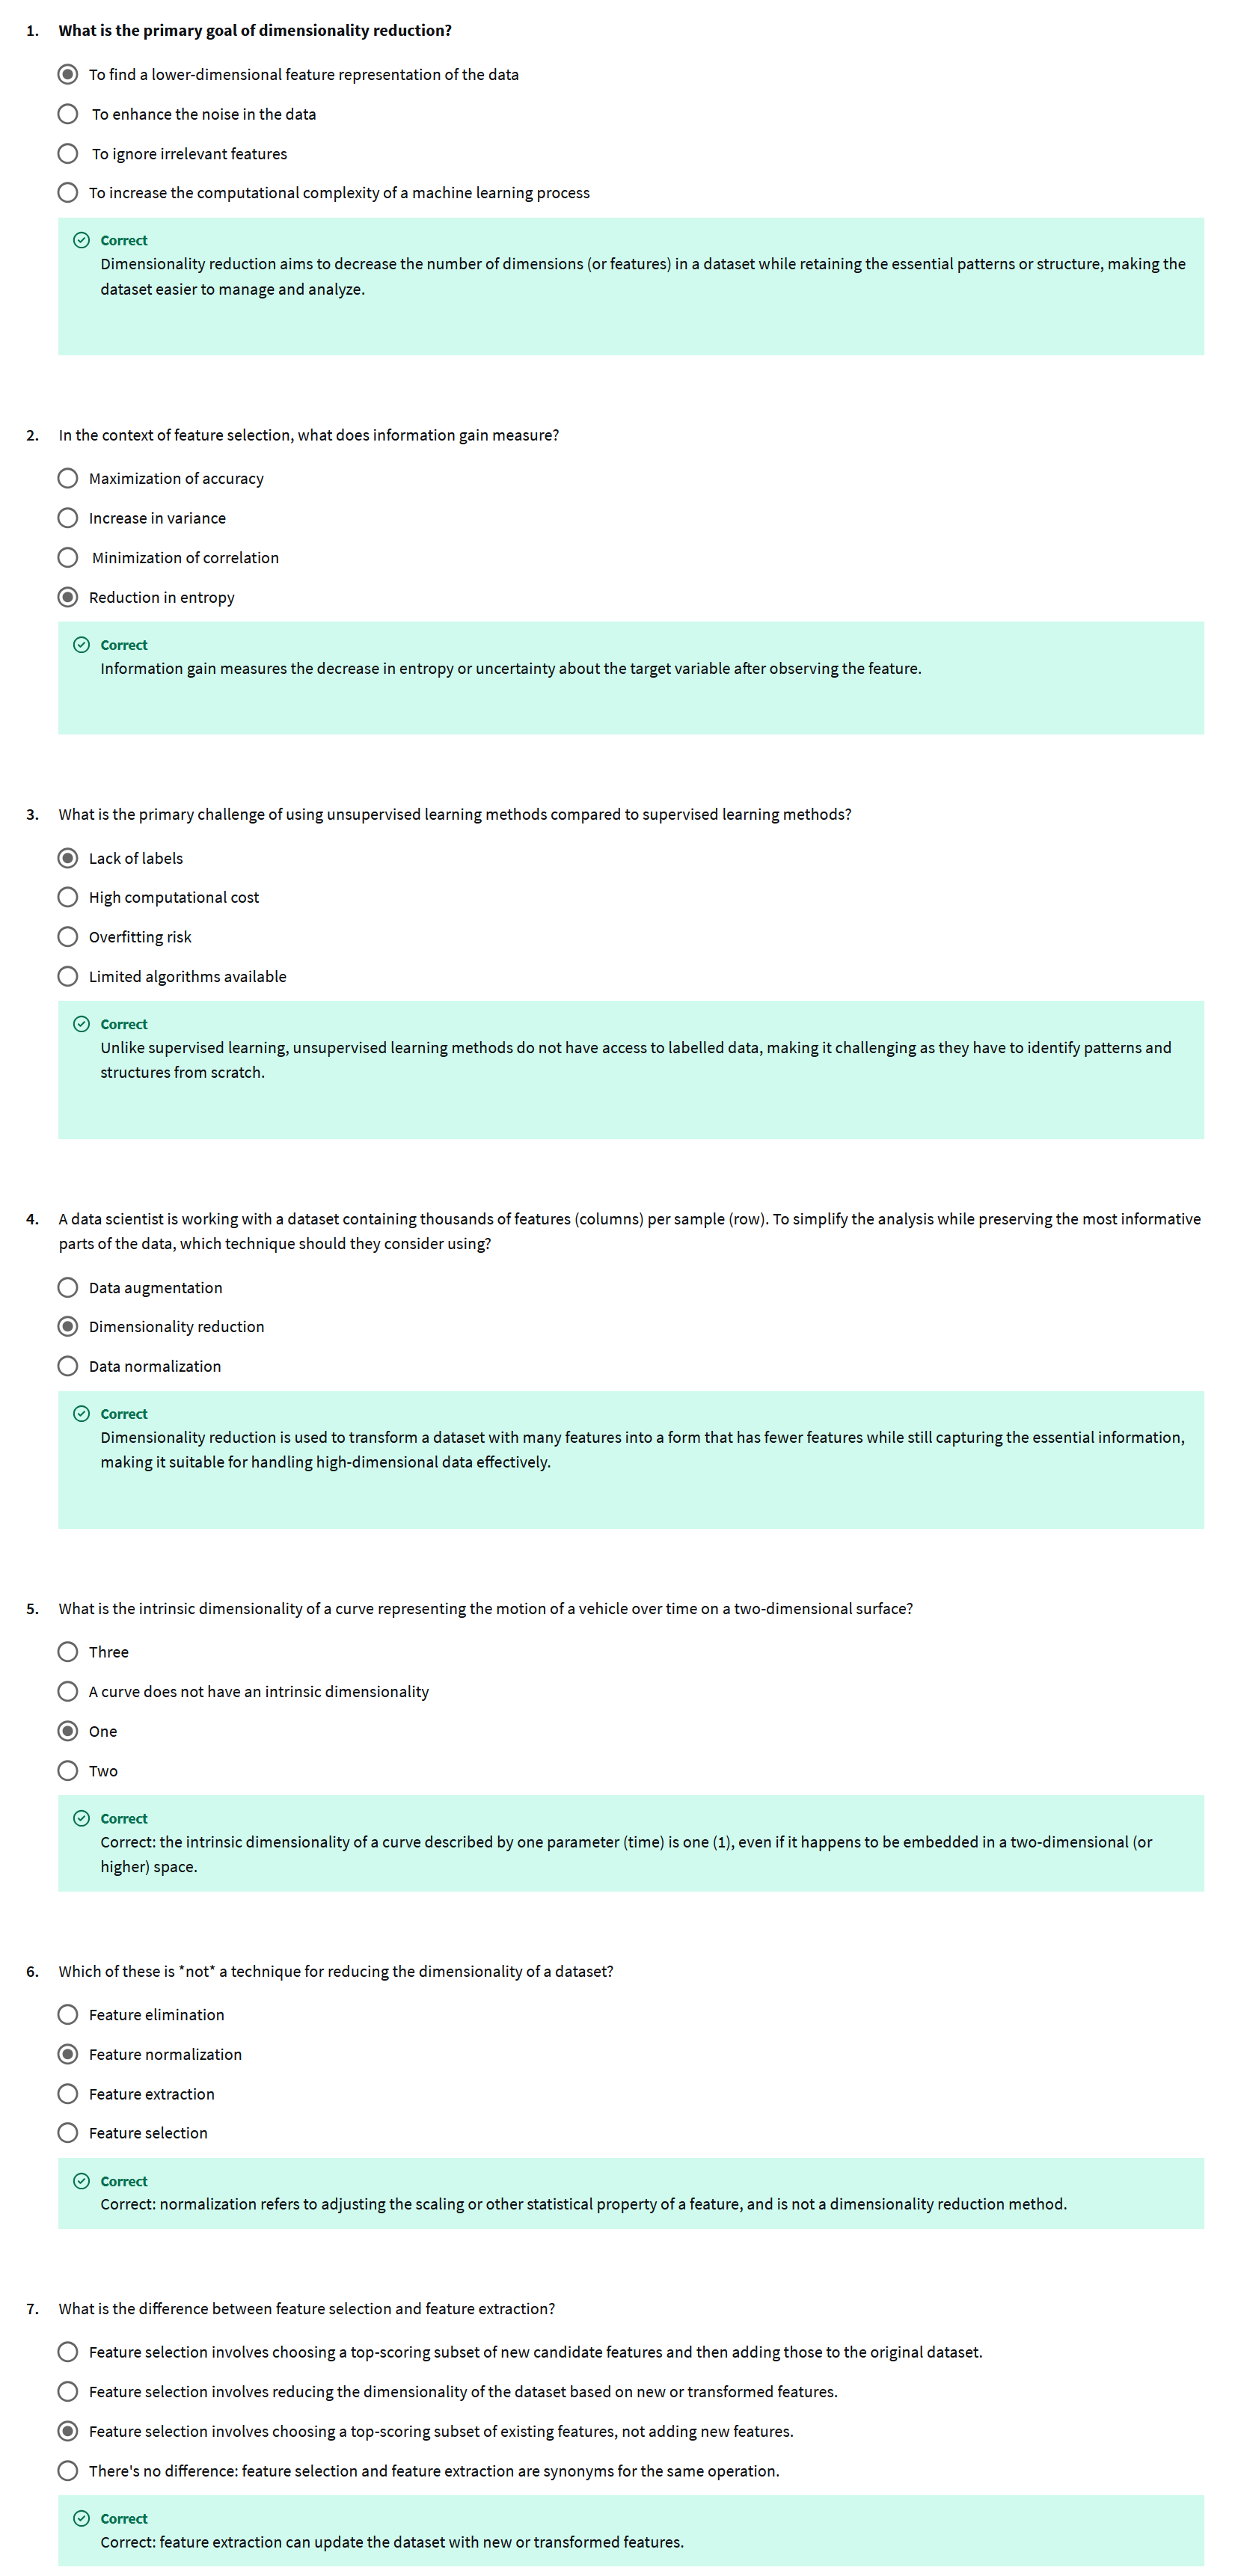 1. What is the primary goal of dimensionality reduction?
To find a lower-dimensional feature representation of the data
To enhance the noise in the data
To ignore irrelevant features
To increase the computational complexity of a machine learning process
Correct
Dimensionality reduction aims to decrease the number of dimensions (or features) in a dataset while retaining the essential patterns or structure, making the
dataset easier to manage and analyze.
2. In the context of feature selection, what does information gain measure?
Maximization of accuracy
Increase in variance
Minimization of correlation
Reduction in entropy
Correct
Information gain measures the decrease in entropy or uncertainty about the target variable after observing the feature.
3. What is the primary challenge of using unsupervised learning methods compared to supervised learning methods?
Lack of labels
High computational cost
Overfitting risk
Limited algorithms available
Correct
Unlike supervised learning, unsupervised learning methods do not have access to labelled data, making it challenging as they have to identify patterns and
structures from scratch.
4. A data scientist is working with a dataset containing thousands of features (columns) per sample (row). To simplify the analysis while preserving the most informative
parts of the data, which technique should they consider using?
Data augmentation
Dimensionality reduction
Data normalization
Correct
Dimensionality reduction is used to transform a dataset with many features into a form that has fewer features while still capturing the essential information,
making it suitable for handling high-dimensional data effectively.
5. What is the intrinsic dimensionality of a curve representing the motion of a vehicle over time on a two-dimensional surface?
Three
A curve does not have an intrinsic dimensionality
One
Two
Correct
Correct: the intrinsic dimensionality of a curve described by one parameter (time) is one (1), even if it happens to be embedded in a two-dimensional (or
higher) space.
6. Which of these is *not* a technique for reducing the dimensionality of a dataset?
Feature elimination
Feature normalization
Feature extraction
Feature selection
Correct
Correct: normalization refers to adjusting the scaling or other statistical property of a feature, and is not a dimensionality reduction method.
7. What is the difference between feature selection and feature extraction?
Feature selection involves choosing a top-scoring subset of new candidate features and then adding those to the original dataset.
Feature selection involves reducing the dimensionality of the dataset based on new or transformed features.
Feature selection involves choosing a top-scoring subset of existing features, not adding new features.
There's no difference: feature selection and feature extraction are synonyms for the same operation.
Correct
Correct: feature extraction can update the dataset with new or transformed features.